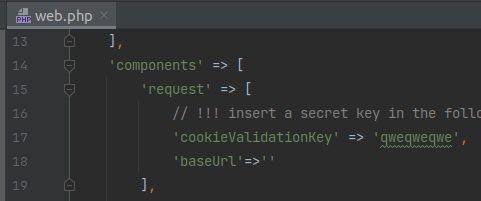 web.php
13 ],
14 'components' => [
15 'request' => [
16 // !!! insert a secret key in the follo
17 'cookieValidationKey' => 'qweqweqwe',
18 'baseUrl'=>''
19 ],